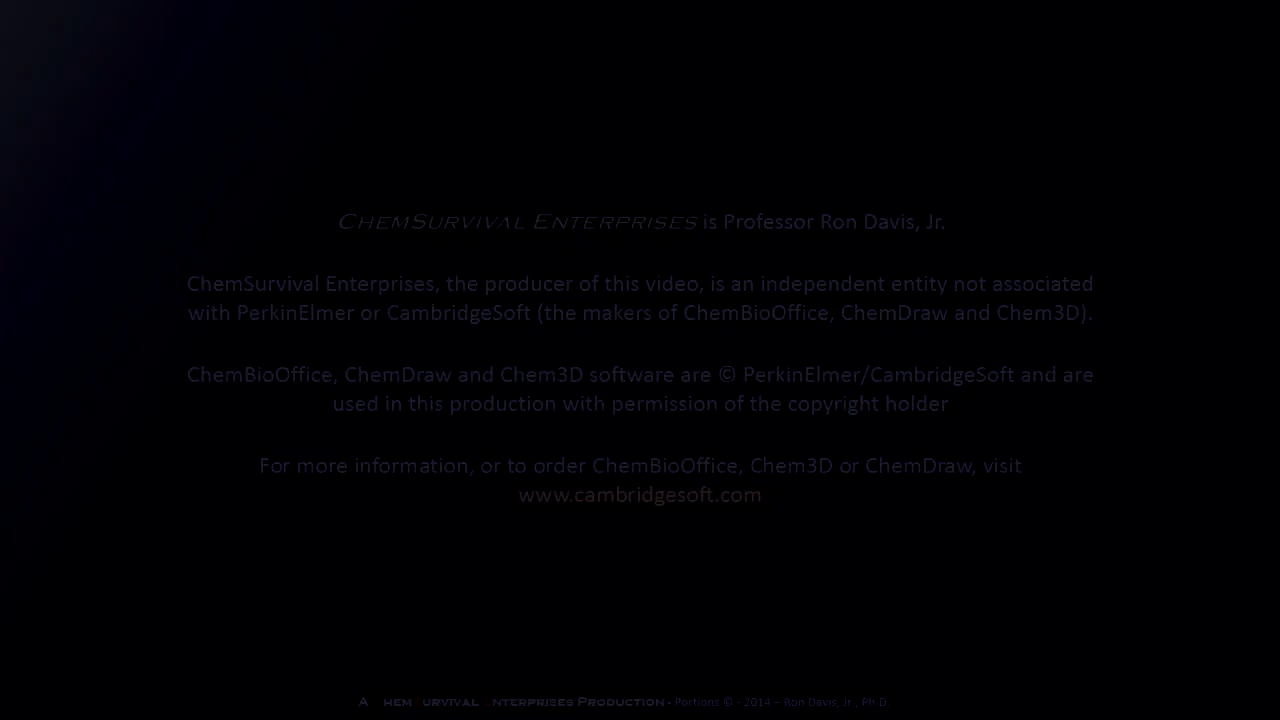 CHEMSURVIVAL ENTERPRISES is Professor Ron Davis, Jr.
ChemSurvival Enterprises, the producer of this video, is an independent entity not associated
with PerkinElmer or CambridgeSoft (the makers of ChemBioOffice, ChemDraw and Chem3D).
ChemBioOffice, ChemDraw and Chem3D software are © PerkinElmer/CambridgeSoft and are
used in this production with permission of the copyright holder
For more information, or to order ChemBioOffice, Chem3D or ChemDraw, visit
www.cambridgesoft.com
A CHEMSURVIVAL ENTERPRISES PRODUCTION - Portions © - 2014 – Ron Davis, Jr., Ph.D.